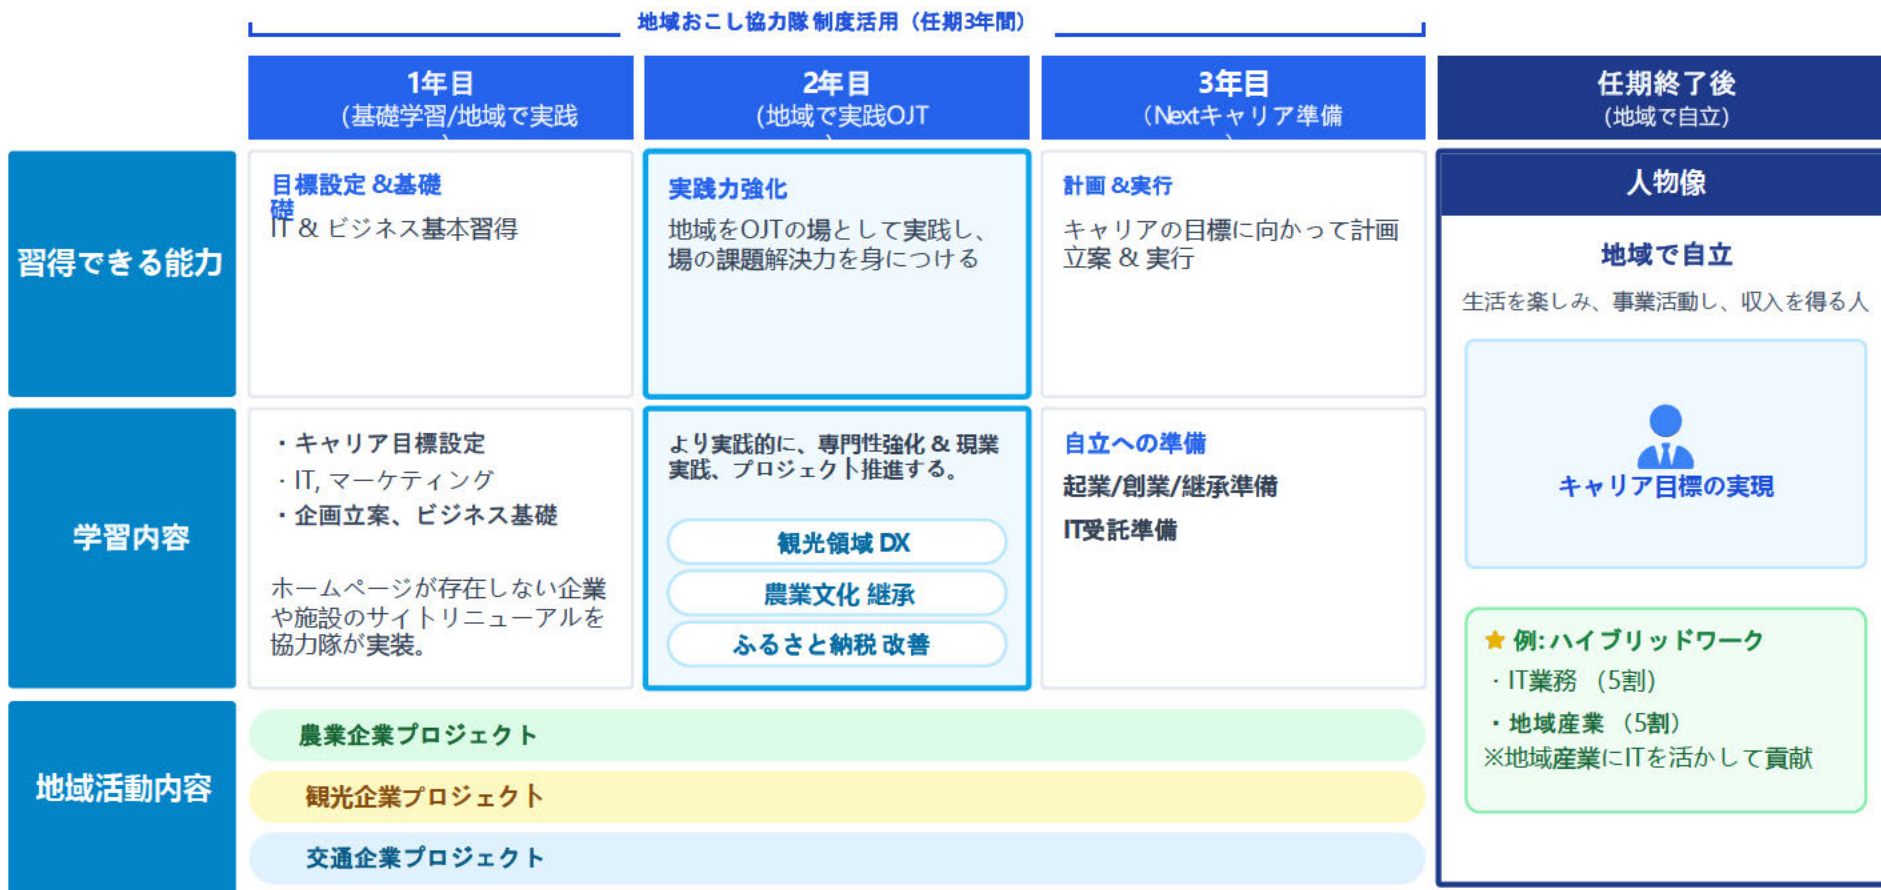 地域おこし協力隊 制度活用（任期3年間）
1年目
（基礎学習/地域で実践
）
2年目
（地域で実践OJT
）
3年目
（Nextキャリア準備
）
任期終了後
（地域で自立）
習得できる能力
目標設定 &基礎
礎
IT & ビジネス基本習得
実践力強化
地域をOJTの場として実践し、
場の課題解決力を身につける
計画 &実行
キャリアの目標に向かって計画
立案 & 実行
人物像
地域で自立
生活を楽しみ、事業活動し、収入を得る人
キャリア目標の実現
学習内容
・キャリア目標設定
・IT, マーケティング
・企画立案、ビジネス基礎
ホームページが存在しない企業
や施設のサイトリニューアルを
協力隊が実装。
より実践的に、専門性強化 & 現業
実践、プロジェクト推進する。
観光領域 DX
農業文化 継承
ふるさと納税 改善
自立への準備
起業/創業/継承準備
IT受託準備
例: ハイブリッドワーク
・IT業務 （5割）
・地域産業 （5割）
※地域産業にITを活かして貢献
地域活動内容
農業企業プロジェクト
観光企業プロジェクト
交通企業プロジェクト